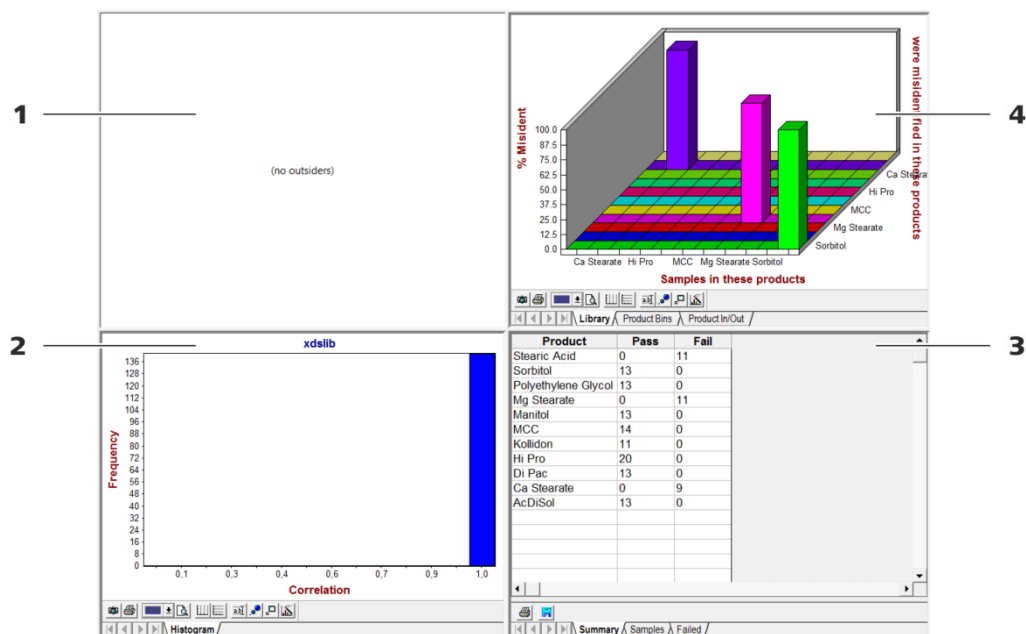 1
(no outsiders)
4
% Misident
100.0
87.5
75.0
62.5
50.0
37.5
25.0
12.5
0.0
Ca Stearate Hi Pro MCC Mg Stearate Sorbitol
Samples in these products
Ca Stearate
Hi Pro
MCC
Mg Stearate
Sorbitol
were misidentified in these products
Library Product Bins Product In/Out
2
xdslib
Frequency
136
128
120
112
104
96
88
80
72
64
56
48
40
32
24
16
8
0
0,1 0,3 0,4 0,6 0,7 0,9 1,0
Correlation
Histogram
3
Product Pass Fail
Stearic Acid 0 11
Sorbitol 13 0
Polyethylene Glycol 13 0
Mg Stearate 0 11
Manitol 13 0
MCC 14 0
Kollidon 11 0
Hi Pro 20 0
Di Pac 13 0
Ca Stearate 0 9
AcDiSol 13 0
Summary Samples Failed